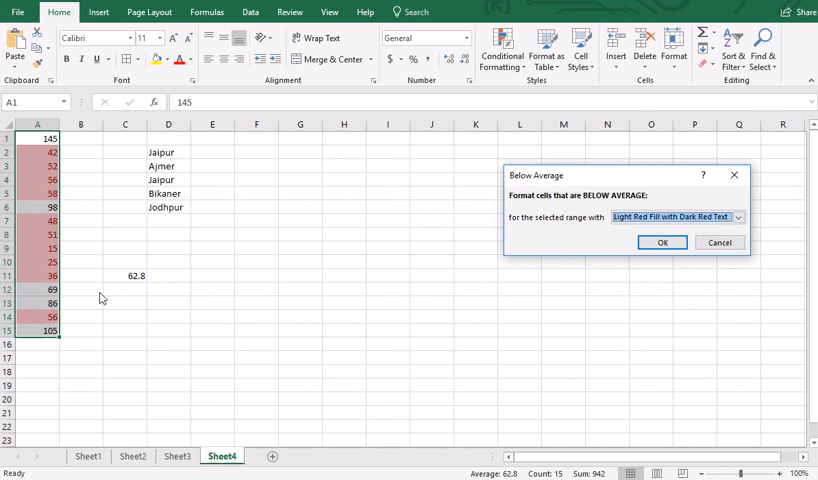 File Home Insert Page Layout Formulas Data Review View Help Search Share
Calibri 11 Wrap Text General
Paste B I U Merge & Center $ % Conditional Formatting Format as Table Cell Styles Insert Delete Format Sort & Filter Find & Select
Clipboard Font Alignment Number Styles Cells Editing
A1 fx 145
A B C D E F G H I J K L M N O P Q R
1 145
2 42 Jaipur
3 52 Ajmer
4 56 Jaipur
5 58 Bikaner
6 98 Jodhpur
7 48
8 51
9 15
10 25
11 36 62.8
12 69
13 86
14 56
15 105
16
17
18
19
20
21
22
23
Below Average ?
Format cells that are BELOW AVERAGE:
for the selected range with Light Red Fill with Dark Red Text
OK Cancel
Sheet1 Sheet2 Sheet3 Sheet4
Ready Average: 62.8 Count: 15 Sum: 942 100%